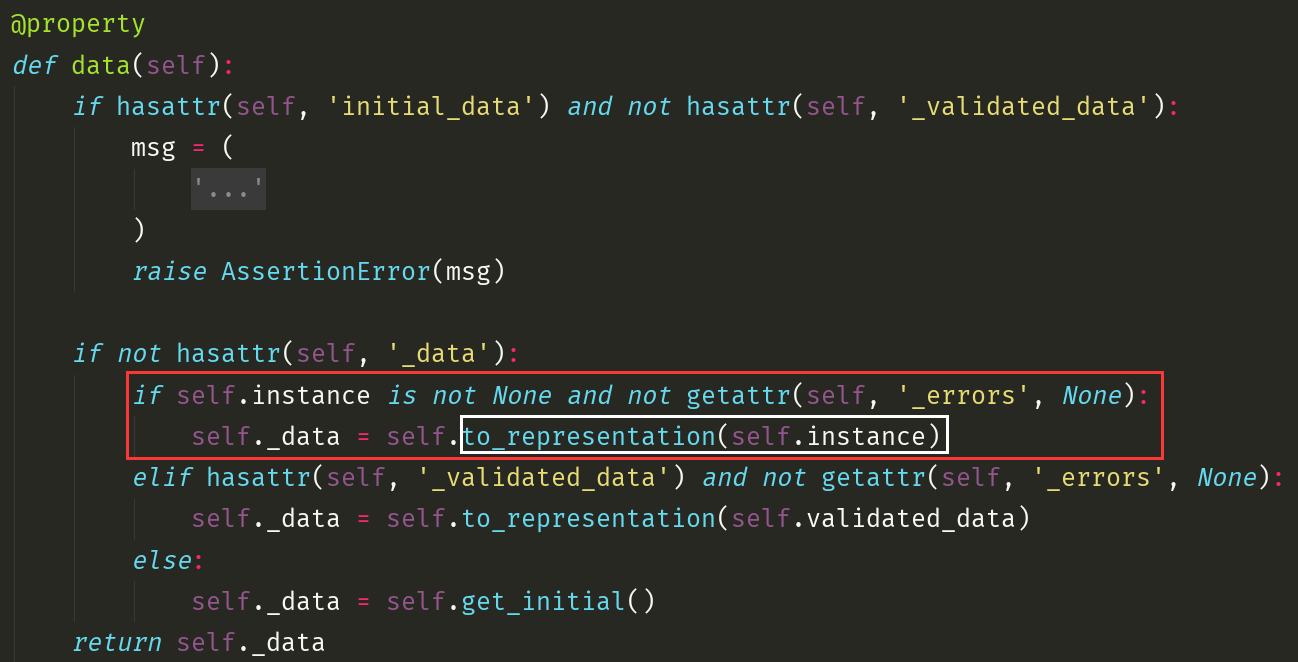 @property
def data(self):
    if hasattr(self, 'initial_data') and not hasattr(self, '_validated_data'):
        msg = (
            '...'
        )
        raise AssertionError(msg)

    if not hasattr(self, '_data'):
        if self.instance is not None and not getattr(self, '_errors', None):
            self._data = self.to_representation(self.instance)
        elif hasattr(self, '_validated_data') and not getattr(self, '_errors', None):
            self._data = self.to_representation(self.validated_data)
        else:
            self._data = self.get_initial()
    return self._data